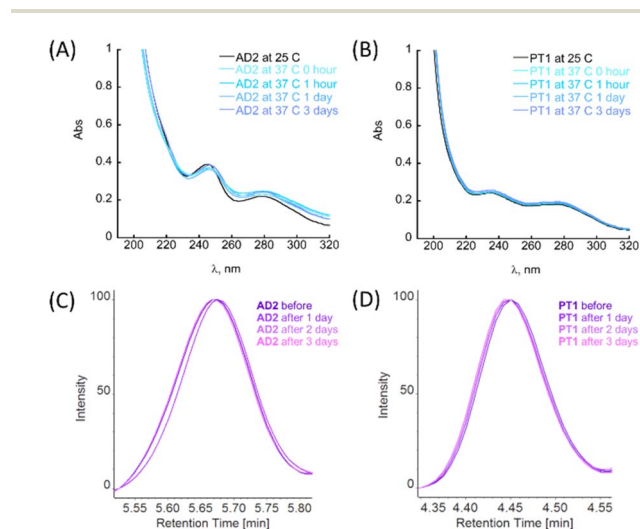 (A)
AD2 at 25 C
AD2 at 37 C 0 hour
AD2 at 37 C 1 hour
AD2 at 37 C 1 day
AD2 at 37 C 3 days
Abs
1
0.8
0.6
0.4
0.2
0
200 220 240 260 280 300 320
λ, nm
(B)
PT1 at 25 C
PT1 at 37 C 0 hour
PT1 at 37 C 1 hour
PT1 at 37 C 1 day
PT1 at 37 C 3 days
Abs
1
0.8
0.6
0.4
0.2
0
200 220 240 260 280 300 320
λ, nm
(C)
AD2 before
AD2 after 1 day
AD2 after 2 days
AD2 after 3 days
Intensity
100
50
0
5.55 5.60 5.65 5.70 5.75 5.80
Retention Time [min]
(D)
PT1 before
PT1 after 1 day
PT1 after 2 days
PT1 after 3 days
Intensity
100
50
0
4.35 4.40 4.45 4.50 4.55
Retention Time [min]